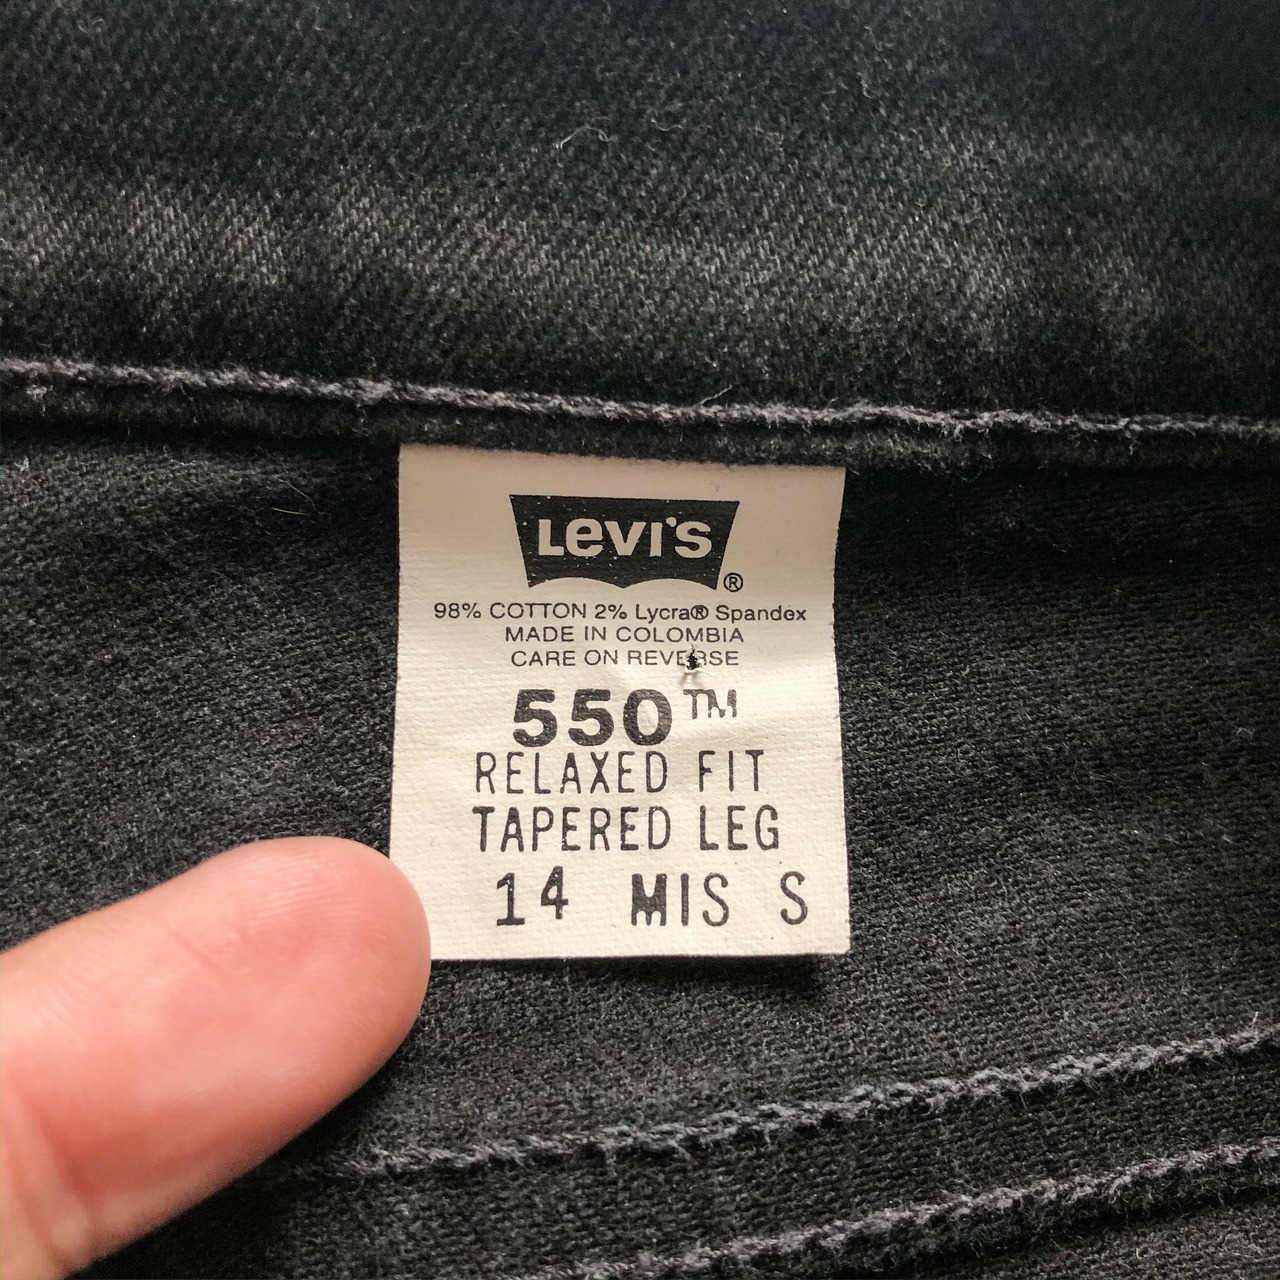 Levi's®
98% COTTON 2% Lycra® Spandex
MADE IN COLOMBIA
CARE ON REVERSE
550™
RELAXED FIT
TAPERED LEG
14 MIS S